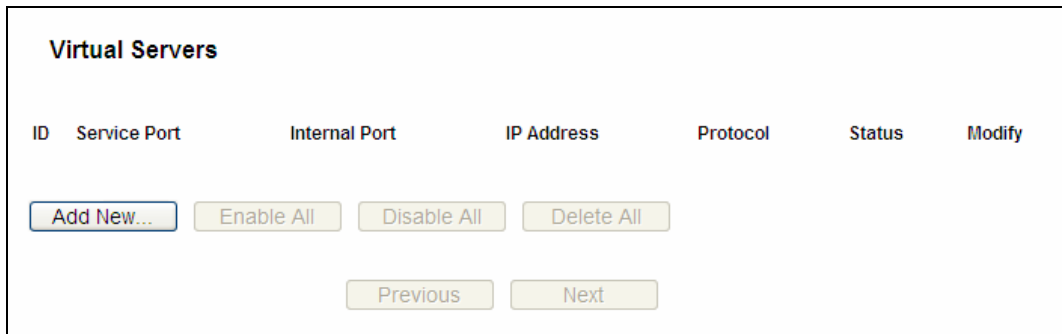 Virtual Servers
ID Service Port Internal Port IP Address Protocol Status Modify
Add New... Enable All Disable All Delete All
Previous Next